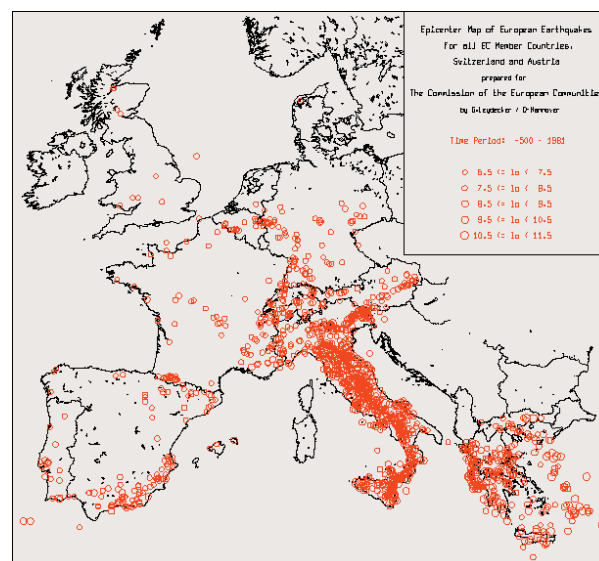 Epicenter Map of European Earthquakes
for all EC Member Countries,
Switzerland and Austria
prepared for
The Commission of the European Communities
by G.Leydecker / D-Hannover
Time Period: -500 - 1981
6.5 <= Io < 7.5
7.5 <= Io < 8.5
8.5 <= Io < 9.5
9.5 <= Io < 10.5
10.5 <= Io < 11.5